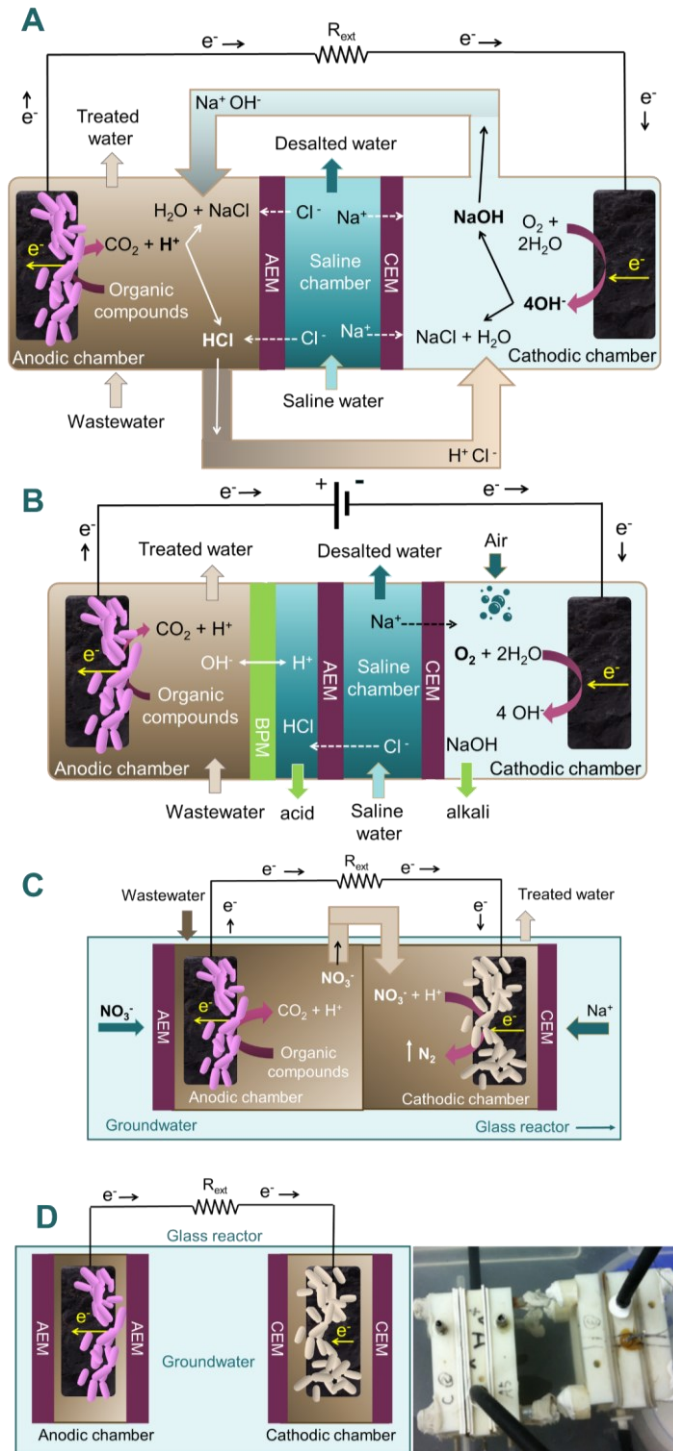 A
e⁻ → R_ext e⁻ →
↑ e⁻
e⁻ ↓
Na⁺ OH⁻
Treated water
Desalted water
H₂O + NaCl
Cl⁻
Na⁺
NaOH
O₂ + 2H₂O
e⁻
CO₂ + H⁺
AEM
Saline chamber
CEM
e⁻
Organic compounds
4OH⁻
HCl
Cl⁻
Na⁺
NaCl + H₂O
Anodic chamber
Cathodic chamber
Wastewater
Saline water
H⁺ Cl⁻
B
e⁻ → + - e⁻ →
e⁻ ↑
e⁻ ↓
Treated water
Desalted water
Air
CO₂ + H⁺
Na⁺
e⁻
OH⁻
H⁺
AEM
Saline chamber
CEM
O₂ + 2H₂O
e⁻
Organic compounds
BPM
HCl
Cl⁻
4 OH⁻
NaOH
Anodic chamber
Cathodic chamber
Wastewater
acid
Saline water
alkali
C
e⁻ → R_ext e⁻ →
Wastewater
Treated water
↑ e⁻
e⁻ ↓
NO₃⁻
NO₃⁻
AEM
e⁻
CO₂ + H⁺
NO₃⁻ + H⁺
e⁻
CEM
Na⁺
Organic compounds
↑ N₂
Anodic chamber
Cathodic chamber
Groundwater
Glass reactor →
D
e⁻ → R_ext e⁻ →
Glass reactor
AEM
e⁻
AEM
Groundwater
CEM
e⁻
CEM
Anodic chamber
Cathodic chamber